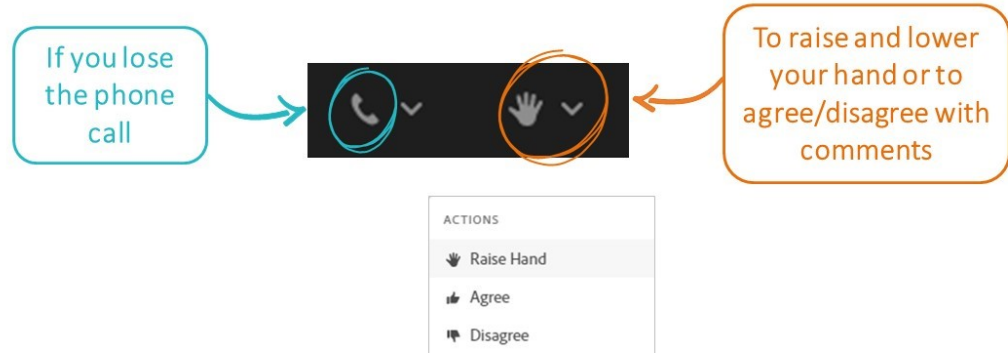 If you lose
the phone
call
To raise and lower
your hand or to
agree/disagree with
comments
ACTIONS
Raise Hand
Agree
Disagree